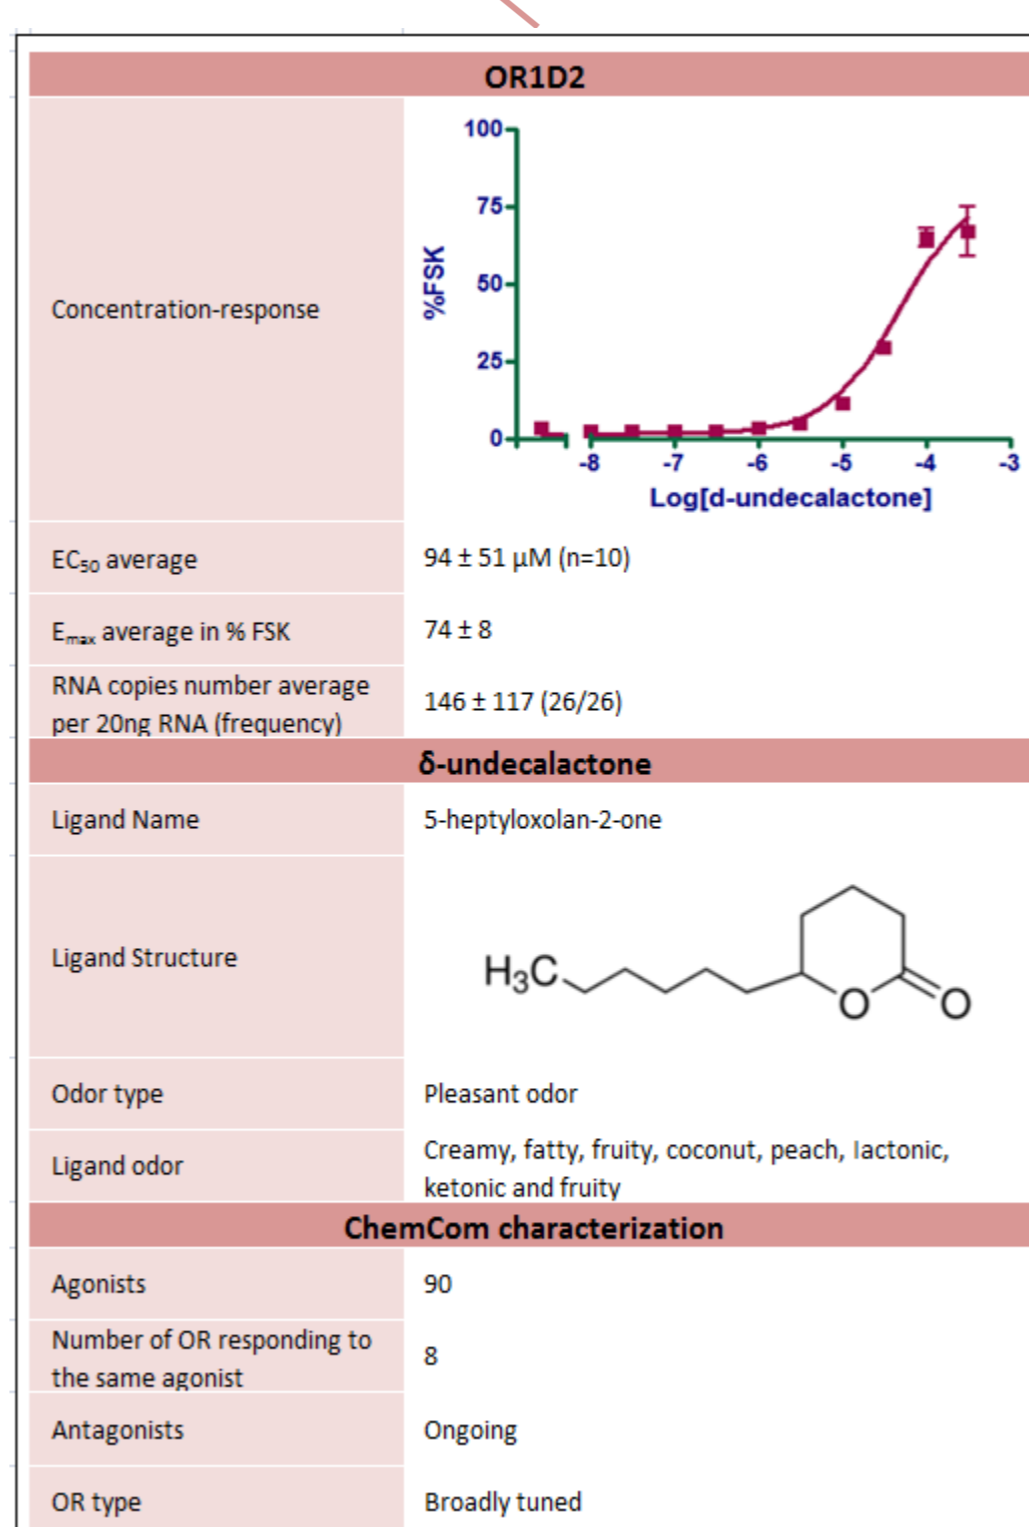 OR1D2
Concentration-response
100
75
50
25
0
%FSK
-8 -7 -6 -5 -4 -3
Log[d-undecalactone]
EC₅₀ average
94 ± 51 µM (n=10)
Eₘₐₓ average in % FSK
74 ± 8
RNA copies number average
per 20ng RNA (frequency)
146 ± 117 (26/26)
δ-undecalactone
Ligand Name
5-heptyloxolan-2-one
Ligand Structure
H₃C
O
O
Odor type
Pleasant odor
Ligand odor
Creamy, fatty, fruity, coconut, peach, lactonic,
ketonic and fruity
ChemCom characterization
Agonists
90
Number of OR responding to
the same agonist
8
Antagonists
Ongoing
OR type
Broadly tuned